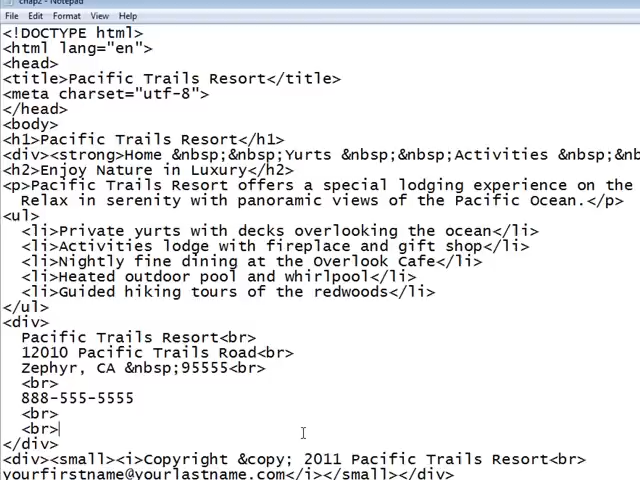 chap2 - Notepad
File Edit Format View Help
<!DOCTYPE html>
<html lang="en">
<head>
<title>Pacific Trails Resort</title>
<meta charset="utf-8">
</head>
<body>
<h1>Pacific Trails Resort</h1>
<div><strong>Home &nbsp;&nbsp;Yurts &nbsp;&nbsp;Activities &nbsp;&nb
<h2>Enjoy Nature in Luxury</h2>
<p>Pacific Trails Resort offers a special lodging experience on the
Relax in serenity with panoramic views of the Pacific Ocean.</p>
<ul>
<li>Private yurts with decks overlooking the ocean</li>
<li>Activities lodge with fireplace and gift shop</li>
<li>Nightly fine dining at the Overlook Cafe</li>
<li>Heated outdoor pool and whirlpool</li>
<li>Guided hiking tours of the redwoods</li>
</ul>
<div>
Pacific Trails Resort<br>
12010 Pacific Trails Road<br>
Zephyr, CA &nbsp;95555<br>
<br>
888-555-5555
<br>
<br>
</div>
<div><small><i>Copyright &copy; 2011 Pacific Trails Resort<br>
yourfirstname@yourlastname.com</i></small></div>